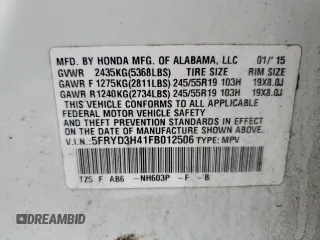 MFD. BY HONDA MFG. OF ALABAMA, LLC 01/'15
GVWR 2435KG(5368LBS) TIRE SIZE RIM SIZE
GAWR F 1275KG(2811LBS) 245/55R19 103H 19X8.0J
GAWR R 1240KG(2734LBS) 245/55R19 103H 19X8.0J
THIS VEHICLE CONFORMS TO ALL APPLICABLE
FEDERAL MOTOR VEHICLE SAFETY AND THEFT
PREVENTION STANDARDS IN EFFECT ON THE DATE
OF MANUFACTURE SHOWN ABOVE.
V.I.N.: 5FRYD3H41FB012506 TYPE: MPV
TZ5 F AB6 -NH603P -F -B
© STAT